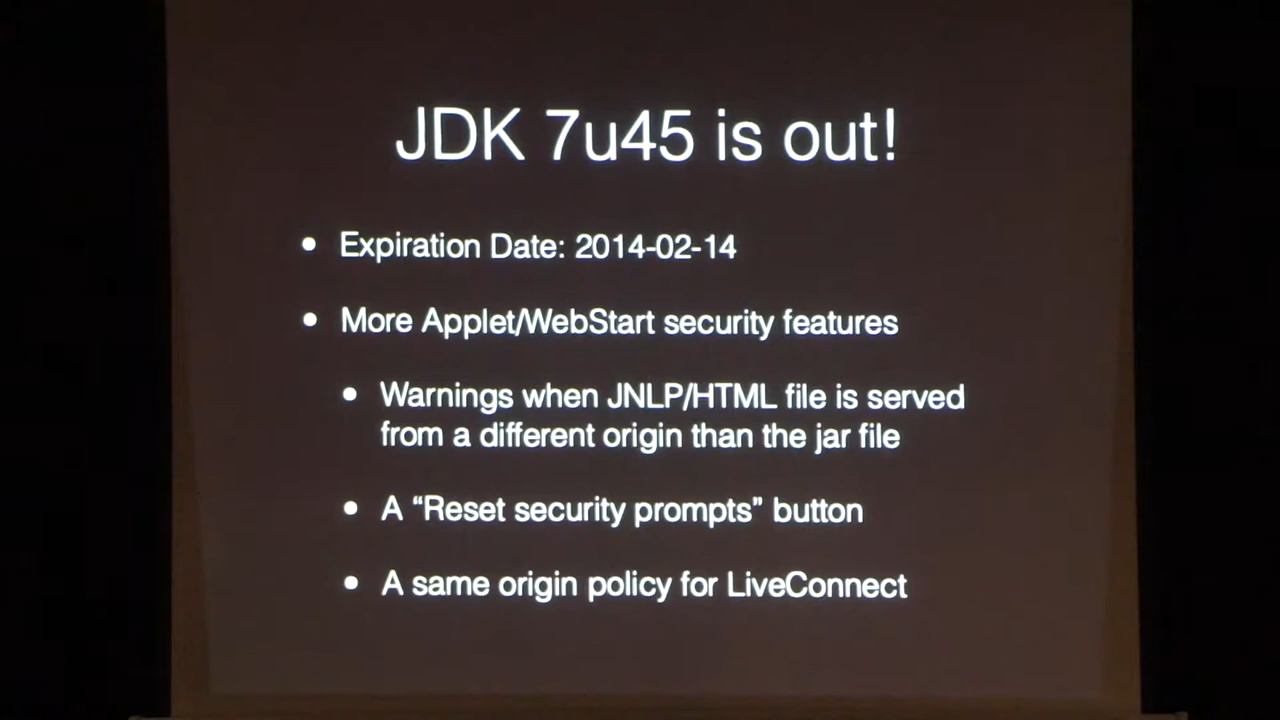 JDK 7u45 is out!
• Expiration Date: 2014-02-14
• More Applet/WebStart security features
• Warnings when JNLP/HTML file is served
from a different origin than the jar file
• A “Reset security prompts” button
• A same origin policy for LiveConnect